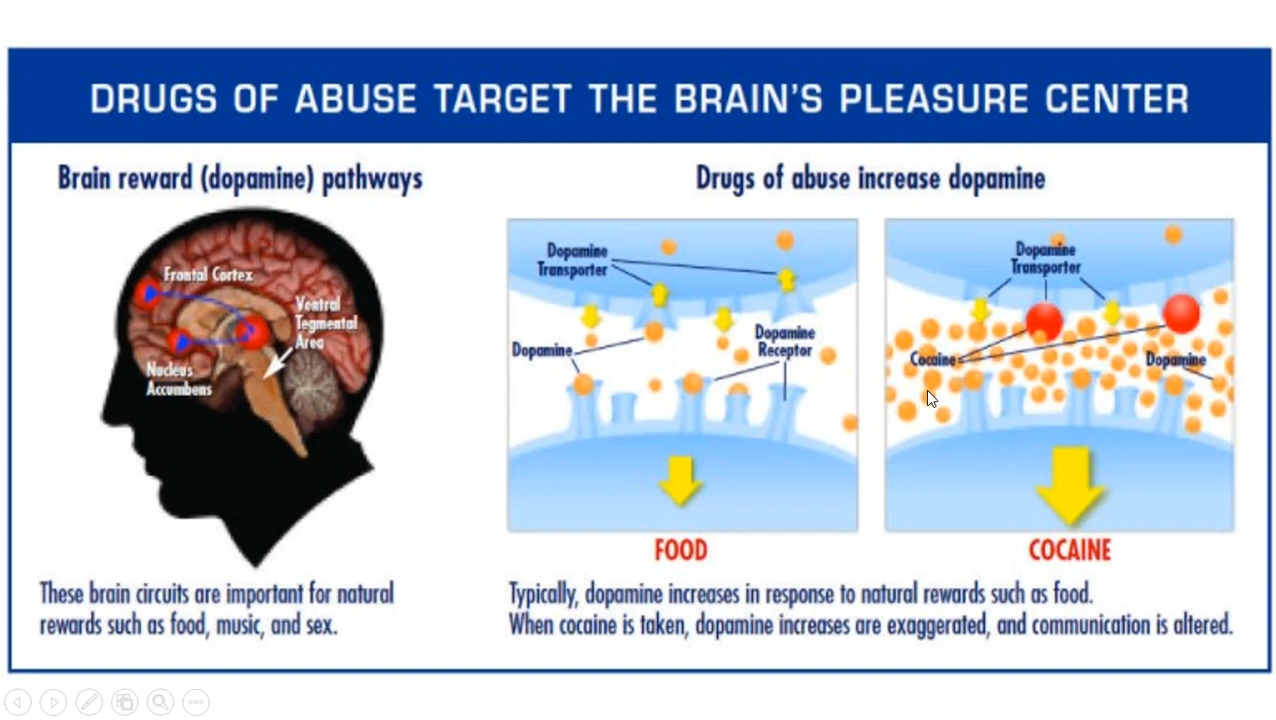 DRUGS OF ABUSE TARGET THE BRAIN'S PLEASURE CENTER
Brain reward (dopamine) pathways
Frontal Cortex
Ventral
Tegmental
Area
Nucleus
Accumbens
These brain circuits are important for natural
rewards such as food, music, and sex.
Drugs of abuse increase dopamine
Dopamine
Transporter
Dopamine
Dopamine
Receptor
FOOD
Dopamine
Transporter
Cocaine
Dopamine
COCAINE
Typically, dopamine increases in response to natural rewards such as food.
When cocaine is taken, dopamine increases are exaggerated, and communication is altered.